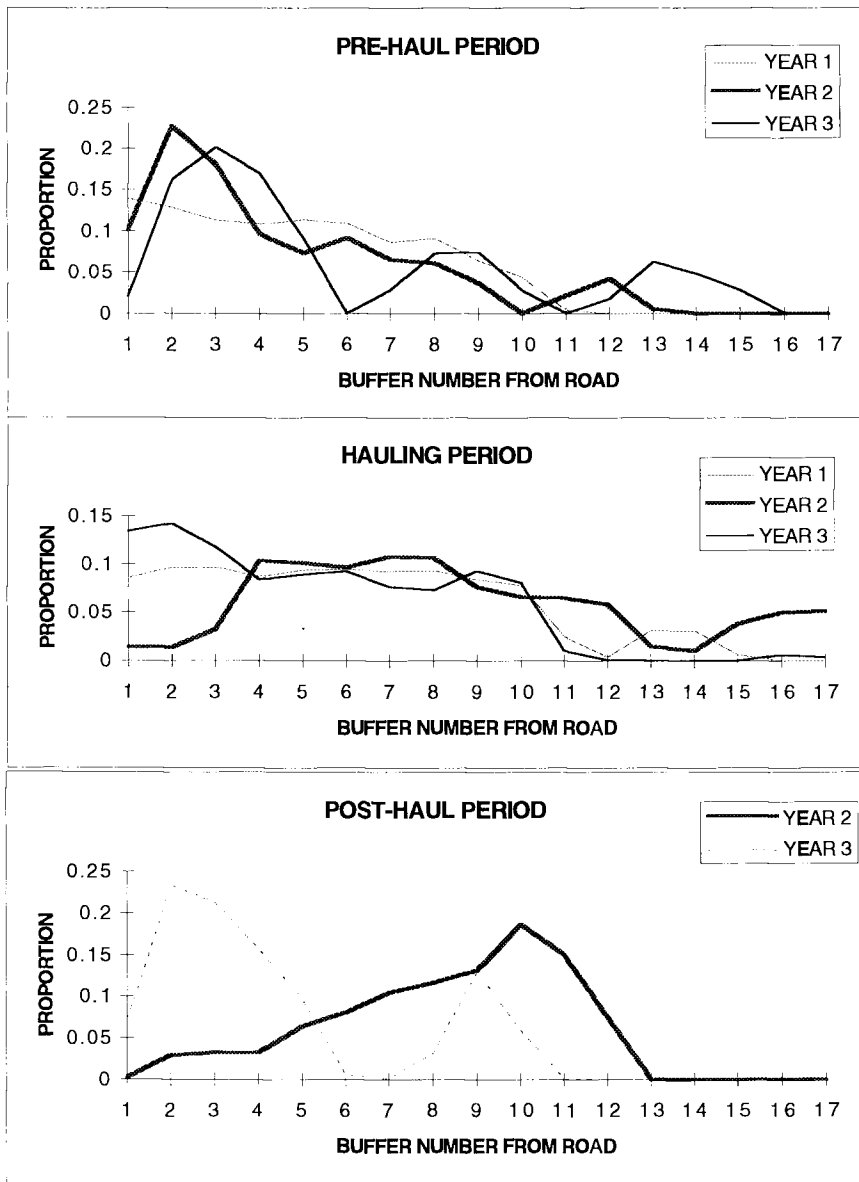 PRE-HAUL PERIOD
YEAR 1
YEAR 2
YEAR 3
PROPORTION
0.25
0.2
0.15
0.1
0.05
0
1 2 3 4 5 6 7 8 9 10 11 12 13 14 15 16 17
BUFFER NUMBER FROM ROAD
HAULING PERIOD
YEAR 1
YEAR 2
YEAR 3
PROPORTION
0.15
0.1
0.05
0
1 2 3 4 5 6 7 8 9 10 11 12 13 14 15 16 17
BUFFER NUMBER FROM ROAD
POST-HAUL PERIOD
YEAR 2
YEAR 3
PROPORTION
0.25
0.2
0.15
0.1
0.05
0
1 2 3 4 5 6 7 8 9 10 11 12 13 14 15 16 17
BUFFER NUMBER FROM ROAD